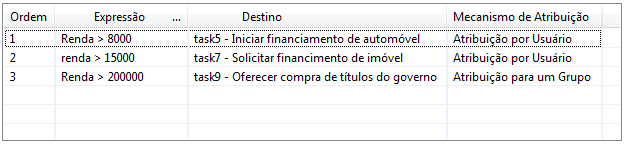 Ordem Expressão ... Destino Mecanismo de Atribuição
1 Renda > 8000 task5 - Iniciar financiamento de automóvel Atribuição por Usuário
2 renda > 15000 task7 - Solicitar financimento de imóvel Atribuição por Usuário
3 Renda > 200000 task9 - Oferecer compra de títulos do governo Atribuição para um Grupo